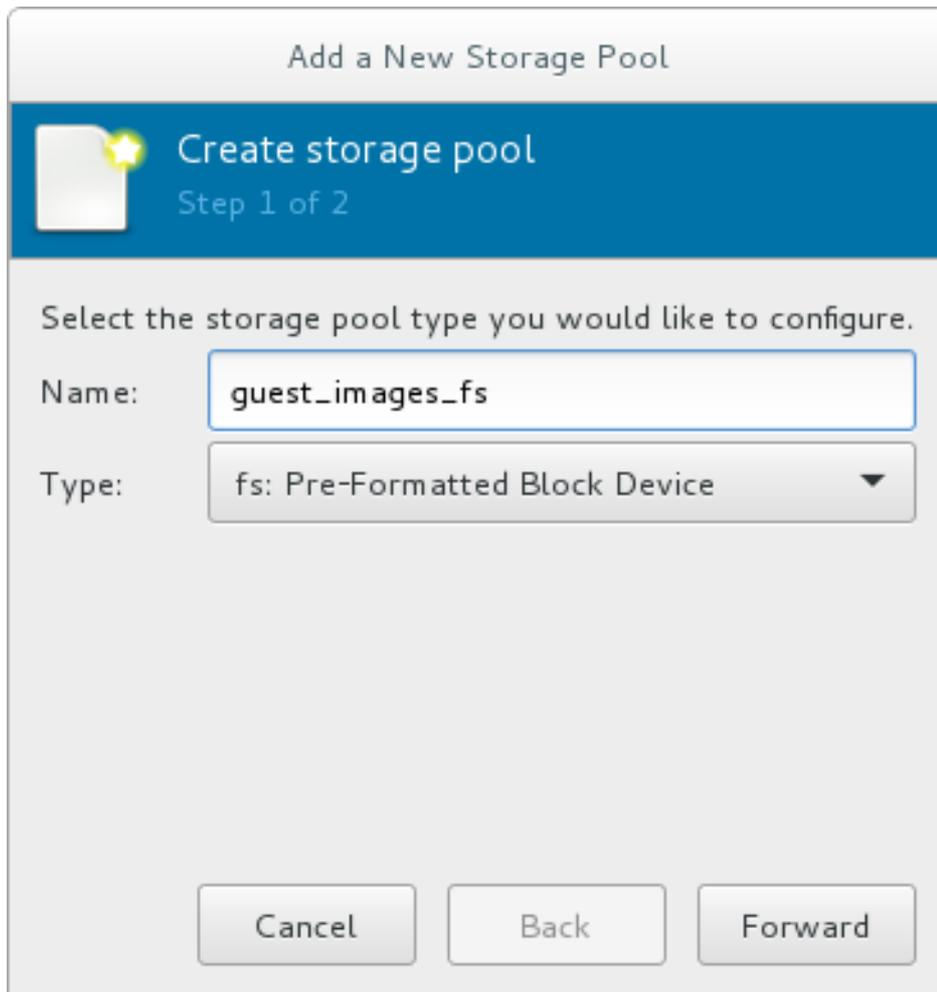 Add a New Storage Pool
Create storage pool
Step 1 of 2
Select the storage pool type you would like to configure.
Name: guest_images_fs
Type: fs: Pre-Formatted Block Device
Cancel Back Forward